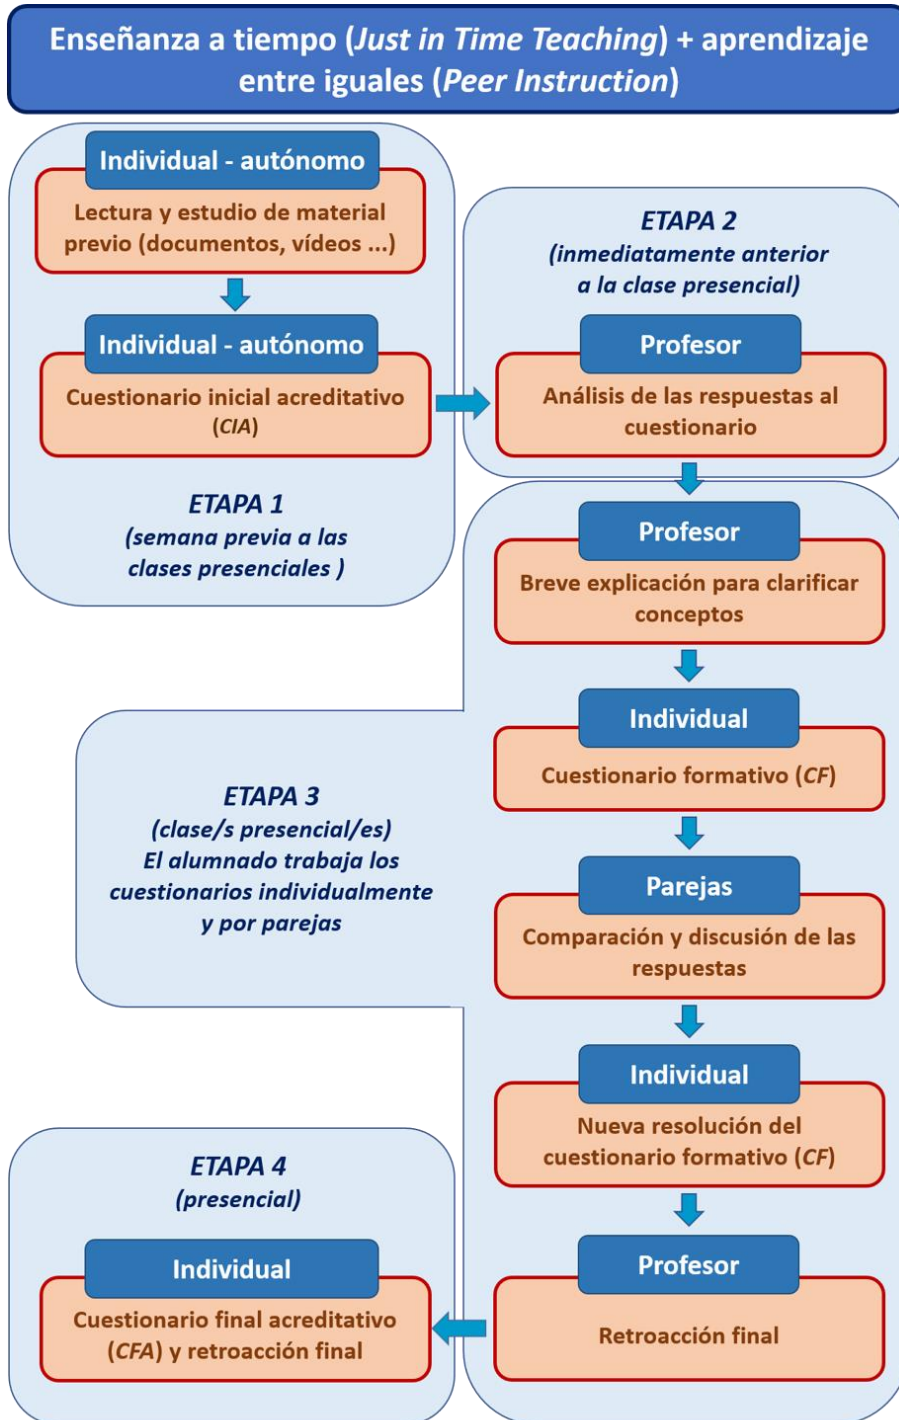 Enseñanza a tiempo (Just in Time Teaching) + aprendizaje
entre iguales (Peer Instruction)
Individual - autónomo
Lectura y estudio de material
previo (documentos, vídeos ...)
Individual - autónomo
Cuestionario inicial acreditativo
(CIA)
ETAPA 1
(semana previa a las
clases presenciales )
ETAPA 2
(inmediatamente anterior
a la clase presencial)
Profesor
Análisis de las respuestas al
cuestionario
Profesor
Breve explicación para clarificar
conceptos
Individual
Cuestionario formativo (CF)
ETAPA 3
(clase/s presencial/es)
El alumnado trabaja los
cuestionarios individualmente
y por parejas
Parejas
Comparación y discusión de las
respuestas
Individual
Nueva resolución del
cuestionario formativo (CF)
Profesor
Retroacción final
ETAPA 4
(presencial)
Individual
Cuestionario final acreditativo
(CFA) y retroacción final